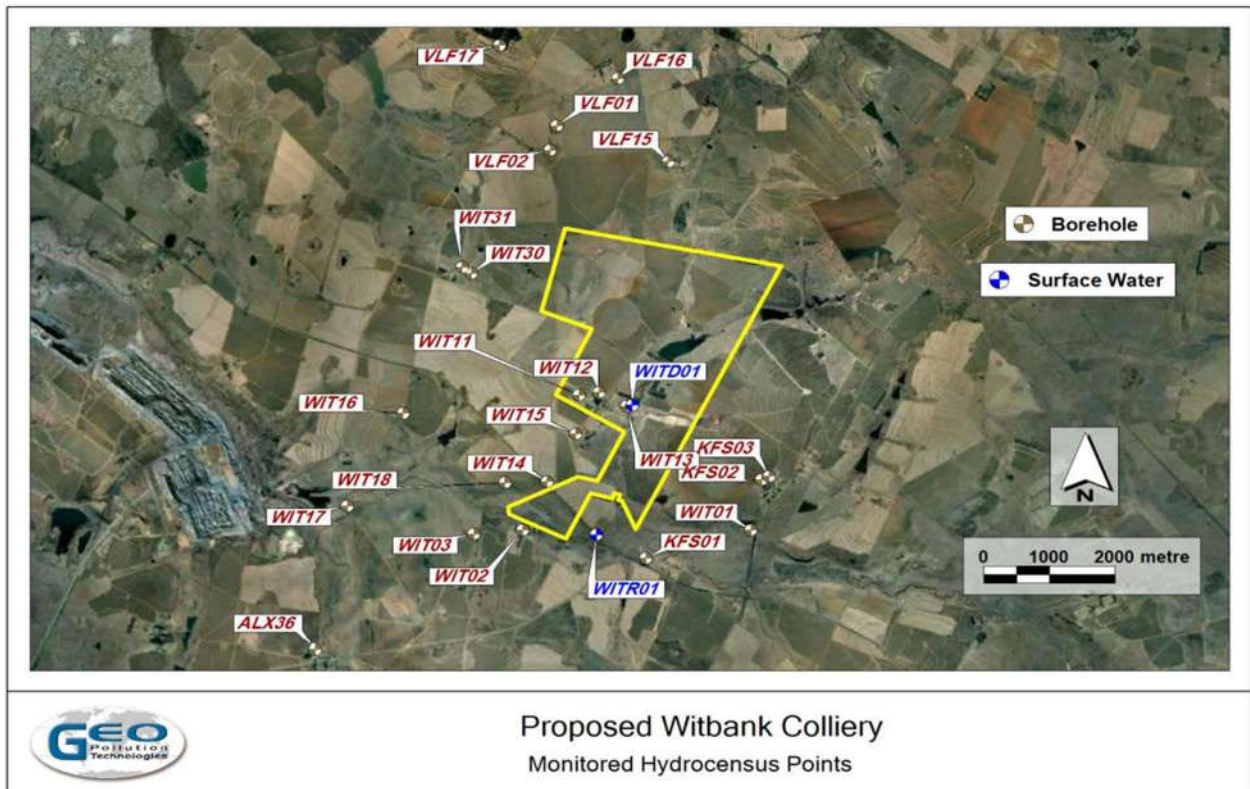 VLF17
VLF16
VLF01
VLF15
VLF02
WIT31
WIT30
Borehole
Surface Water
WIT11
WIT12
WITD01
WIT16
WIT15
KFS03
WIT14
WIT13
KFS02
WIT18
WIT17
WIT01
WIT03
KFS01
WIT02
WITR01
ALX36
N
0 1000 2000 metre
GEO
Pollution
Technologies
Proposed Witbank Colliery
Monitored Hydrocensus Points